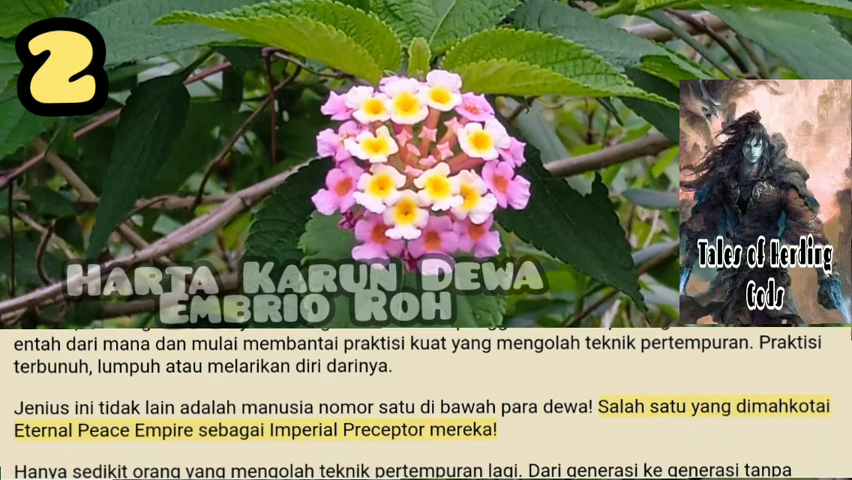 2
HARTA KARUN DEWA
EMBRIO ROH
Tales of Herding
Gods
entah dari mana dan mulai membantai praktisi kuat yang mengolah teknik pertempuran. Praktisi
terbunuh, lumpuh atau melarikan diri darinya.
Jenius ini tidak lain adalah manusia nomor satu di bawah para dewa! Salah satu yang dimahkotai
Eternal Peace Empire sebagai Imperial Preceptor mereka!
Hanya sedikit orang yang mengolah teknik pertempuran lagi. Dari generasi ke generasi tanpa